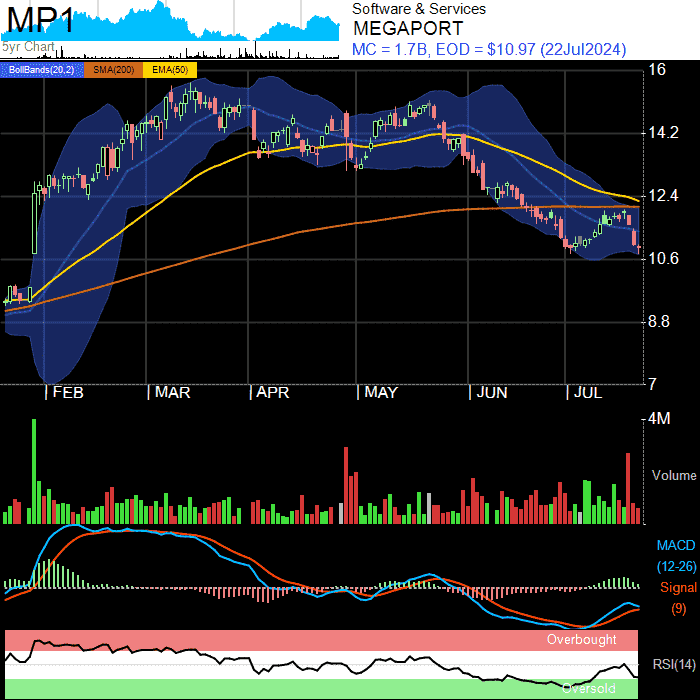 MP1
Software & Services
MEGAPORT
5yr Chart
MC = 1.7B, EOD = $10.97 (22Jul2024)
BollBands(20,2) SMA(200) EMA(50)
16
14.2
12.4
10.6
8.8
7
FEB MAR APR MAY JUN JUL
4M
Volume
MACD
(12-26)
Signal
(9)
Overbought
RSI(14)
Oversold